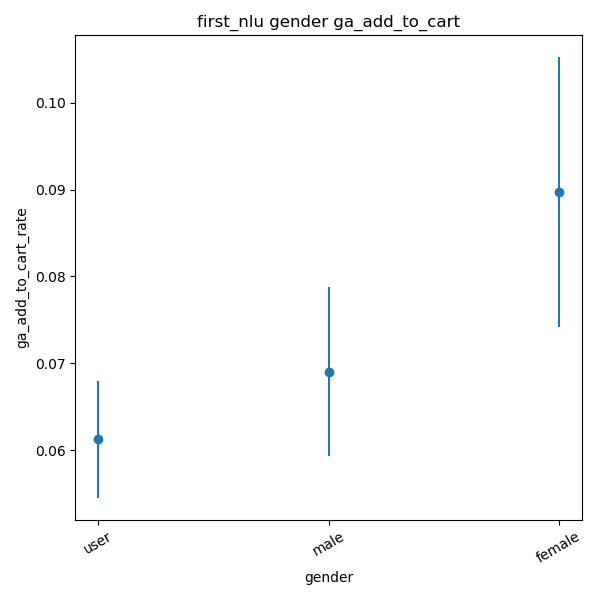 first_nlu gender ga_add_to_cart
ga_add_to_cart_rate
0.10
0.09
0.08
0.07
0.06
user
male
female
gender